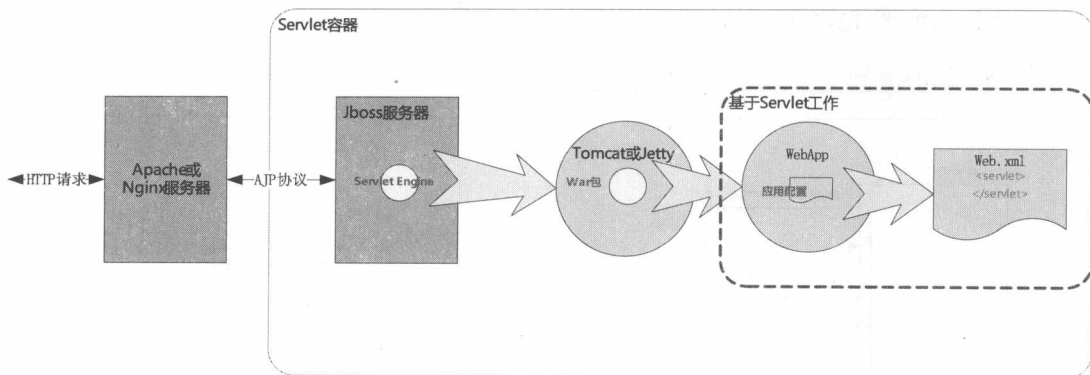 Servlet容器
Jboss服务器
基于Servlet工作
HTTP请求
Apache或
Nginx服务器
AJP协议
Servlet Engine
Tomcat或Jetty
War包
WebApp
应用配置
Web.xml
<servlet>
</servlet>